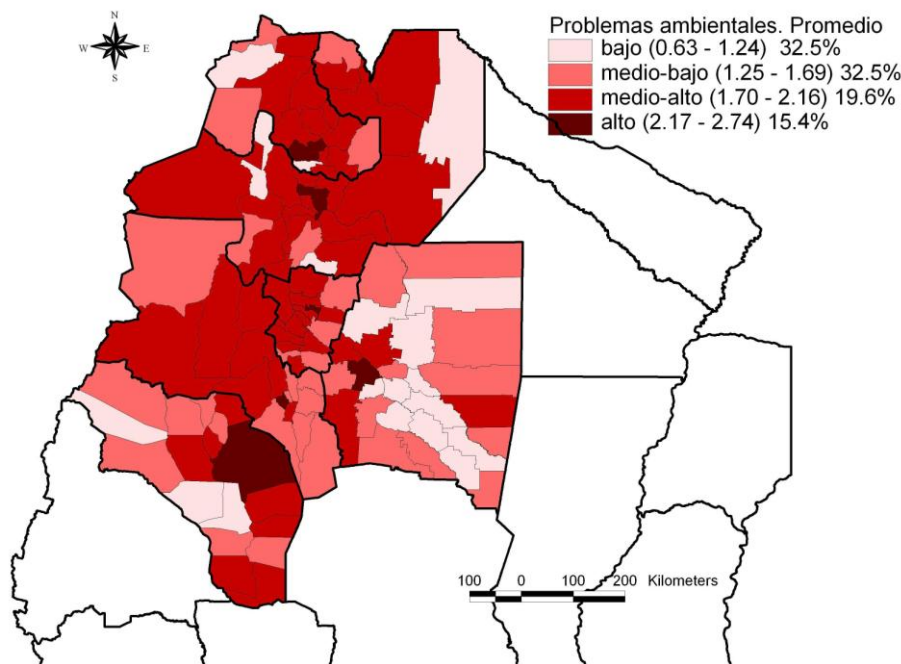 N
W E
S
Problemas ambientales. Promedio
bajo (0.63 - 1.24) 32.5%
medio-bajo (1.25 - 1.69) 32.5%
medio-alto (1.70 - 2.16) 19.6%
alto (2.17 - 2.74) 15.4%
100 0 100 200 Kilometers